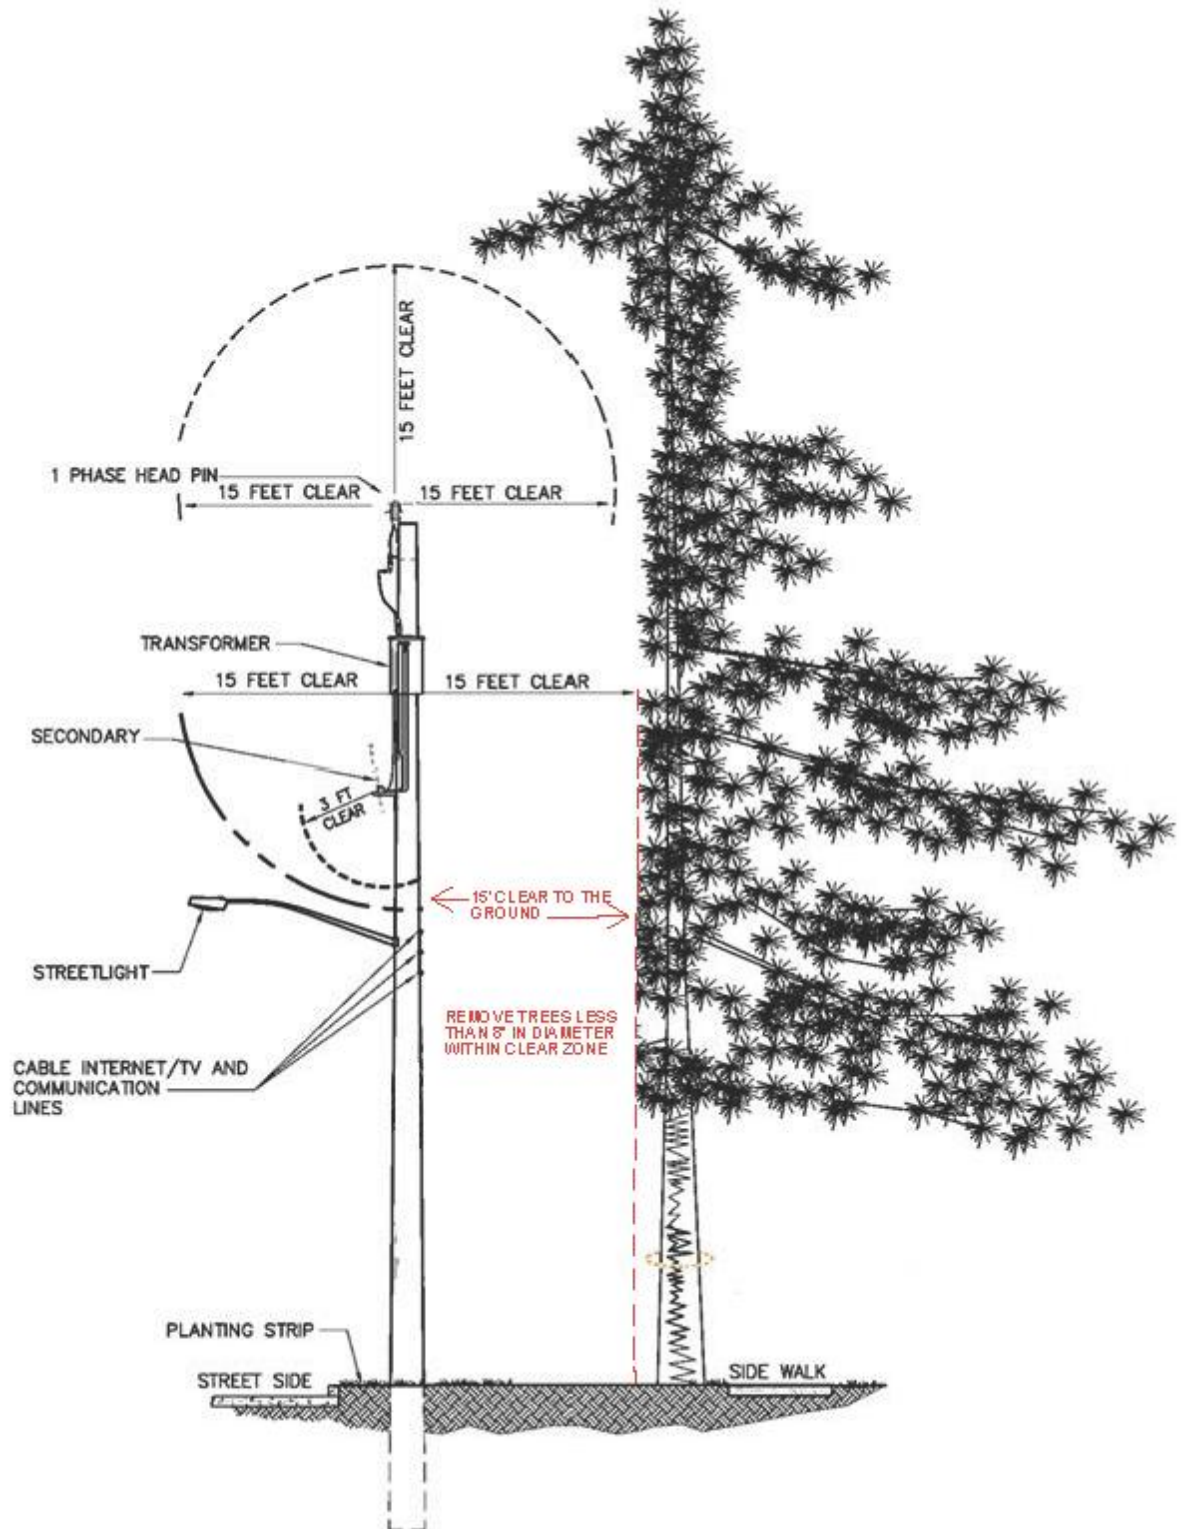 15 FEET CLEAR
1 PHASE HEAD PIN
15 FEET CLEAR
15 FEET CLEAR
TRANSFORMER
15 FEET CLEAR
15 FEET CLEAR
SECONDARY
3 FT
CLEAR
15' CLEAR TO THE
GROUND
STREETLIGHT
REMOVE TREES LESS
THAN 8" IN DIAMETER
WITHIN CLEAR ZONE
CABLE INTERNET/TV AND
COMMUNICATION
LINES
PLANTING STRIP
STREET SIDE
SIDE WALK